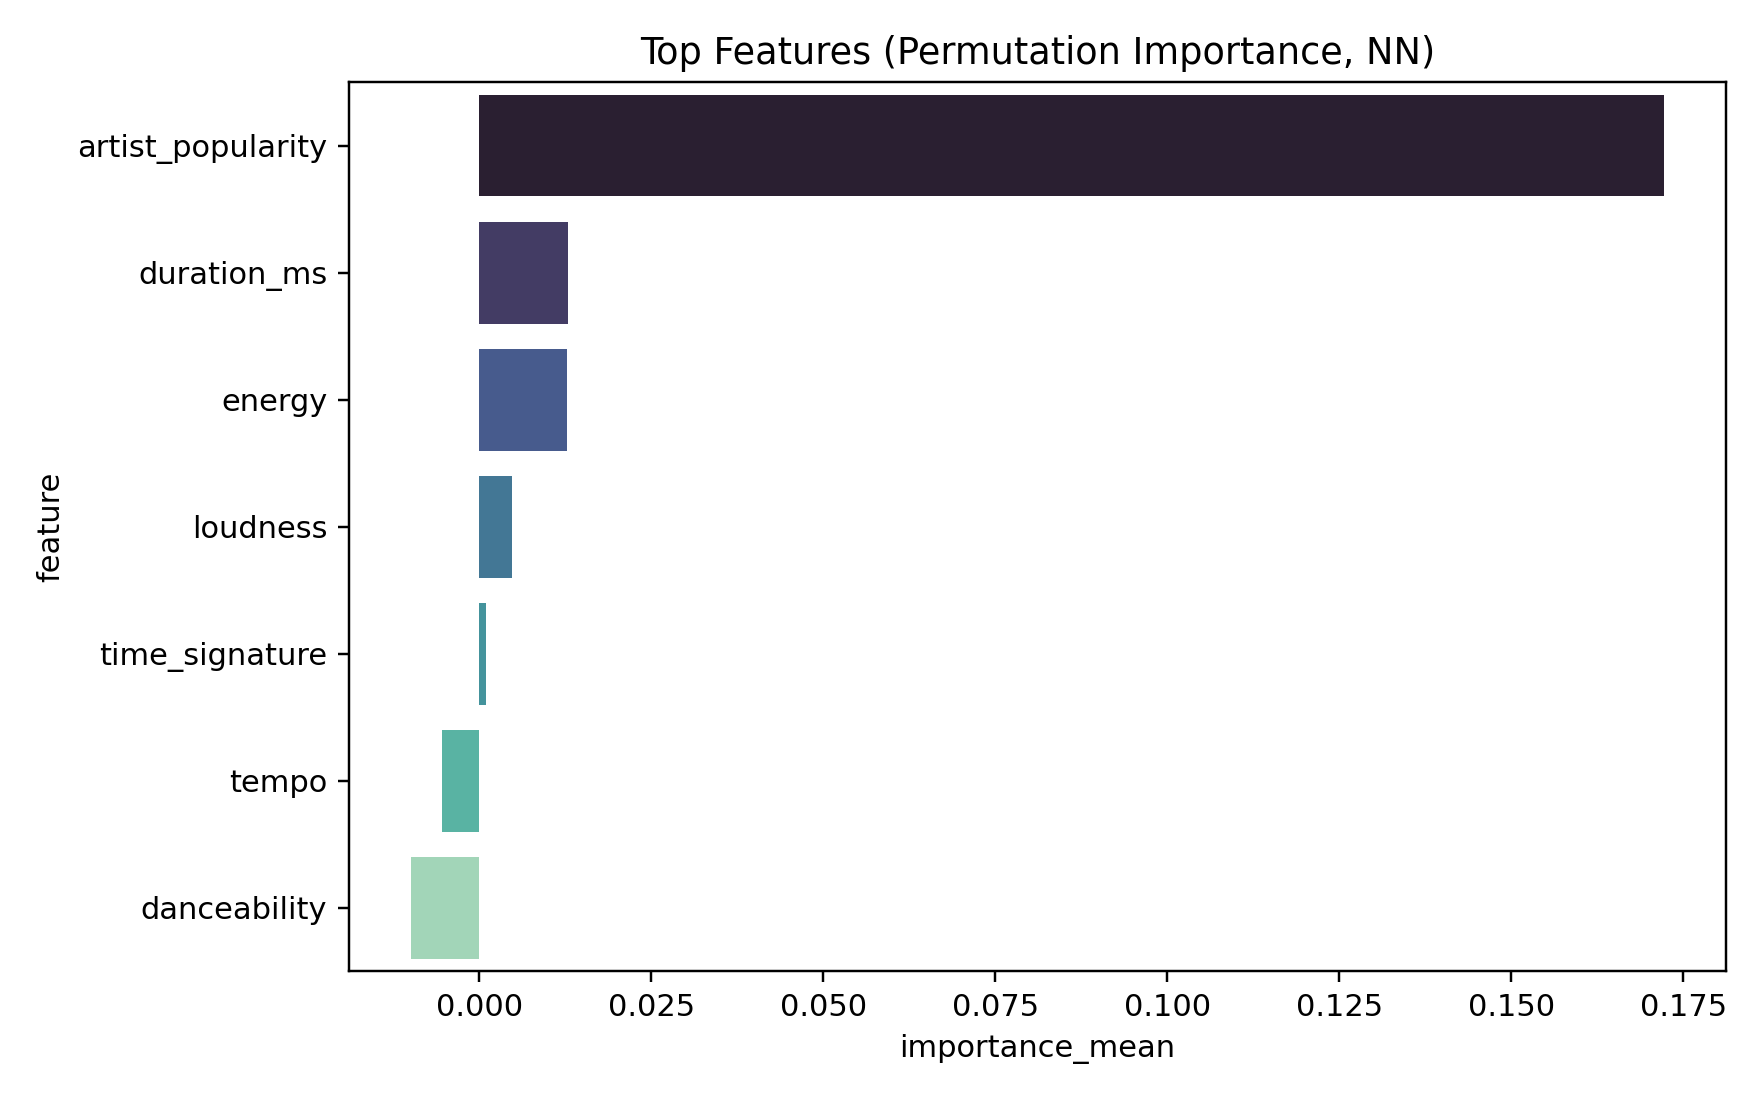 Top Features (Permutation Importance, NN)
artist_popularity
duration_ms
energy
loudness
time_signature
tempo
danceability
feature
0.000 0.025 0.050 0.075 0.100 0.125 0.150 0.175
importance_mean